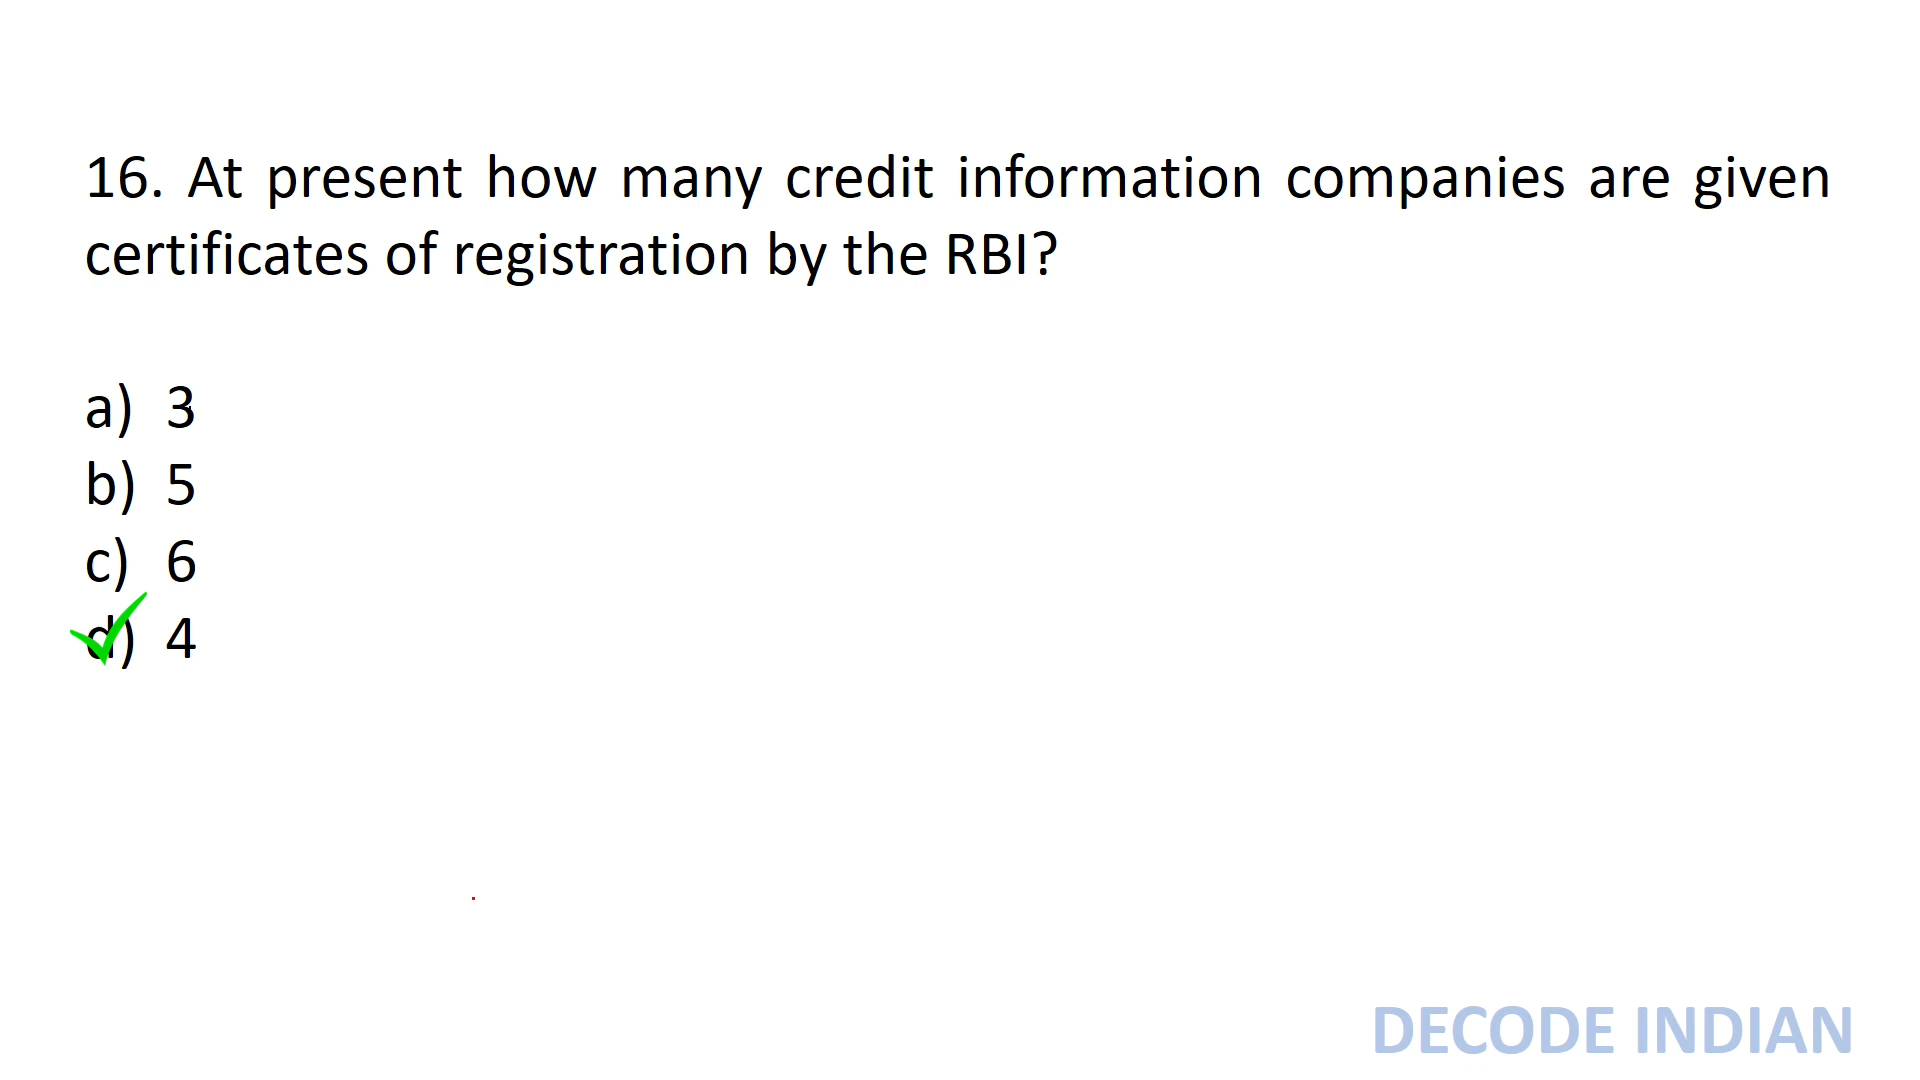 16. At present how many credit information companies are given
certificates of registration by the RBI?
a) 3
b) 5
c) 6
d) 4
DECODE INDIAN